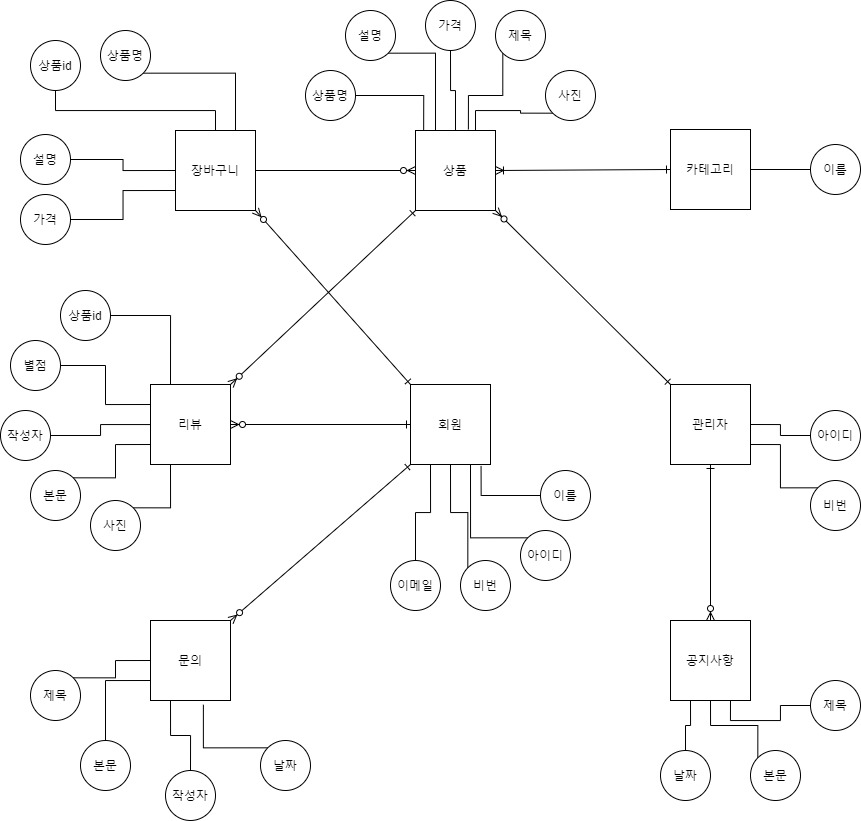 설명
가격
제목
상품명
상품id
상품명
사진
설명
장바구니
상품
카테고리
이름
가격
상품id
별점
리뷰
회원
관리자
작성자
아이디
본문
이름
비번
사진
아이디
이메일
비번
문의
공지사항
제목
제목
본문
날짜
날짜
본문
작성자